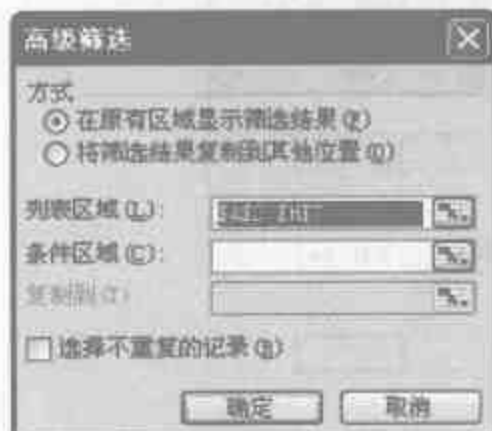 高级筛选
方式
在原有区域显示筛选结果(F)
将筛选结果复制到其他位置(O)
列表区域(L):
条件区域(C):
复制到(T):
选择不重复的记录(R)
确定 取消